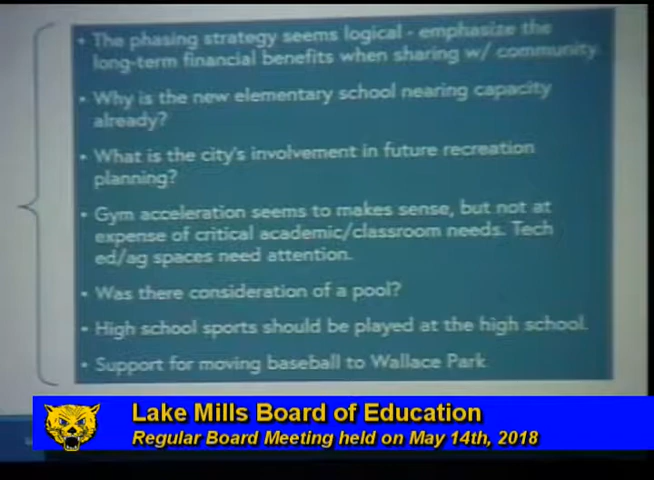 • The phasing strategy seems logical - emphasize the
long-term financial benefits when sharing w/ community
• Why is the new elementary school nearing capacity
already?
• What is the city's involvement in future recreation
planning?
• Gym acceleration seems to makes sense, but not at
expense of critical academic/classroom needs. Tech
ed/ag spaces need attention.
• Was there consideration of a pool?
• High school sports should be played at the high school.
• Support for moving baseball to Wallace Park
Lake Mills Board of Education
Regular Board Meeting held on May 14th, 2018